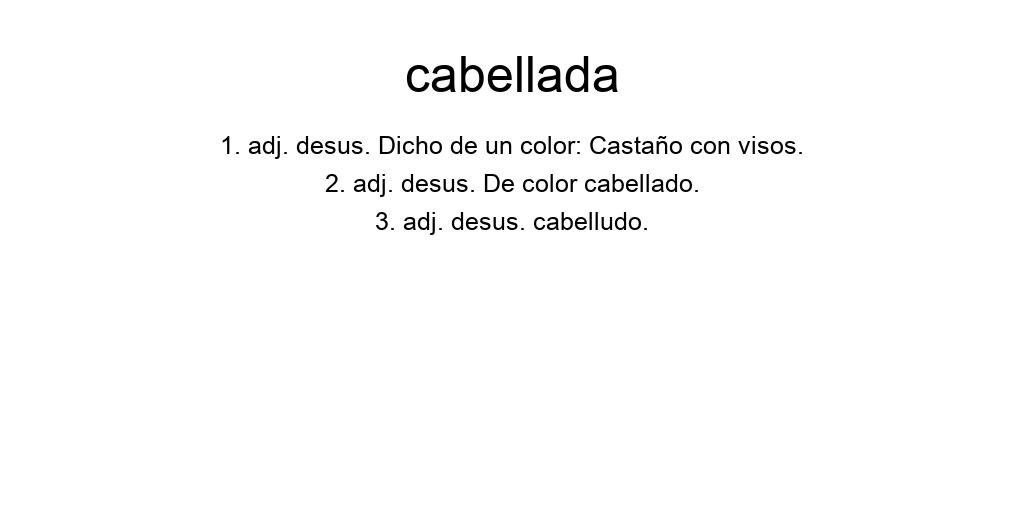 cabellada
1. adj. desus. Dicho de un color: Castaño con visos.
2. adj. desus. De color cabellado.
3. adj. desus. cabelludo.